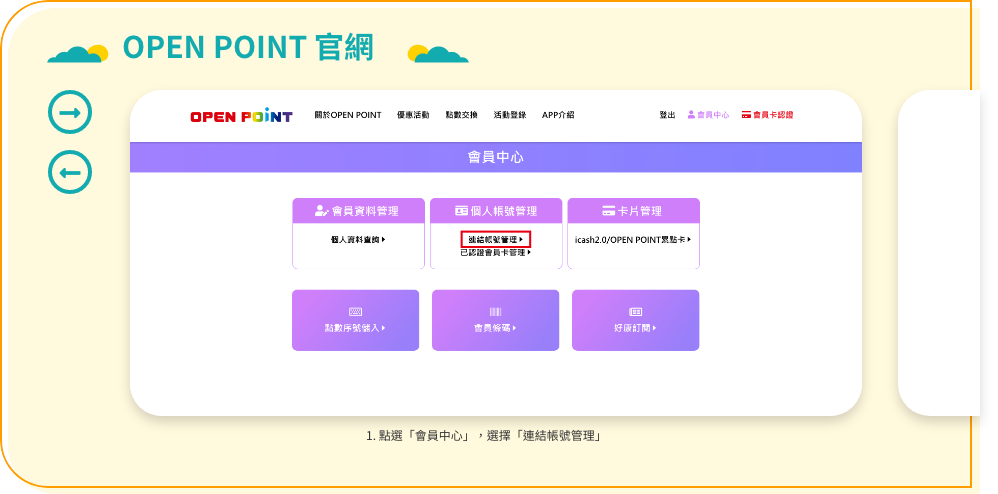 OPEN POINT 官網
OPEN POINT 關於OPEN POINT 優惠活動 點數交換 活動登錄 APP介紹 登出 會員中心 會員卡認證
會員中心
會員資料管理 個人帳號管理 卡片管理
個人資料查詢 連結帳號管理 icash2.0/OPEN POINT累點卡
已認證會員卡管理
點數序號儲入 會員條碼 好康訂閱
1. 點選「會員中心」，選擇「連結帳號管理」